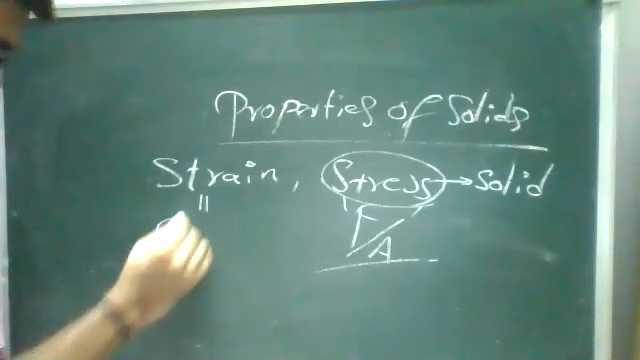 Properties of Solids
Strain, Stress → Solid
" F/A